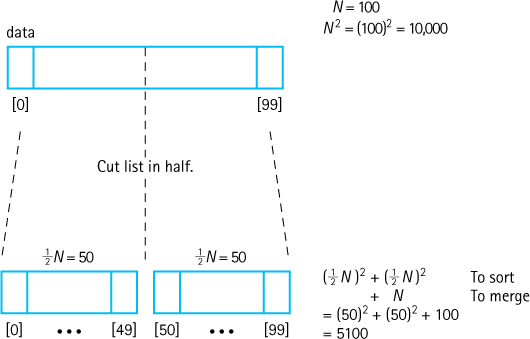 N = 100
N² = (100)² = 10,000
data
[0] [99]
Cut list in half.
½N = 50 ½N = 50
[0] ••• [49] [50] ••• [99]
(½N)² + (½N)² To sort
+ N To merge
= (50)² + (50)² + 100
= 5100